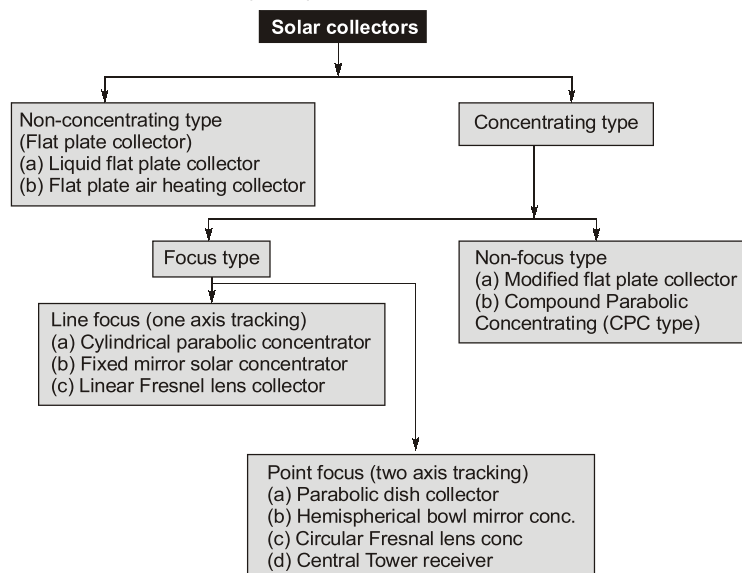 Solar collectors
Non-concentrating type
(Flat plate collector)
(a) Liquid flat plate collector
(b) Flat plate air heating collector
Concentrating type
Focus type
Non-focus type
(a) Modified flat plate collector
(b) Compound Parabolic
Concentrating (CPC type)
Line focus (one axis tracking)
(a) Cylindrical parabolic concentrator
(b) Fixed mirror solar concentrator
(c) Linear Fresnel lens collector
Point focus (two axis tracking)
(a) Parabolic dish collector
(b) Hemispherical bowl mirror conc.
(c) Circular Fresnal lens conc
(d) Central Tower receiver